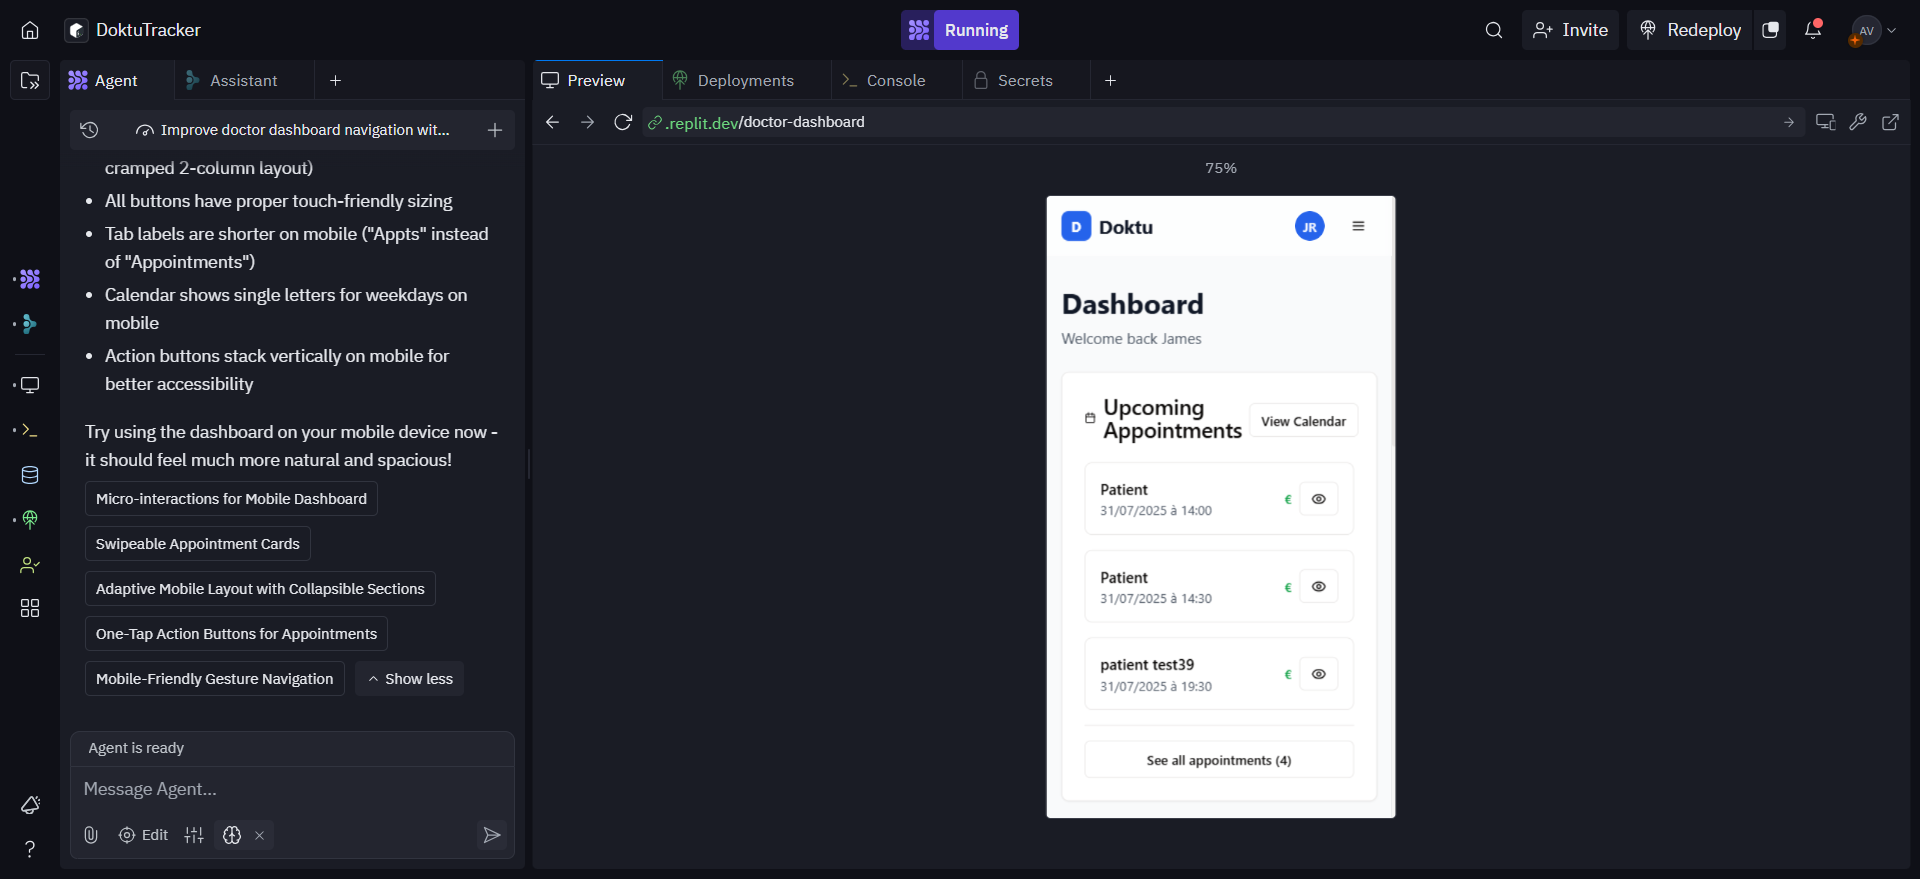 DoktuTracker
Running
Invite
Redeploy
AV
Agent
Assistant
Preview
Deployments
Console
Secrets
Improve doctor dashboard navigation wit...
.replit.dev/doctor-dashboard
75%
cramped 2-column layout)
• All buttons have proper touch-friendly sizing
• Tab labels are shorter on mobile ("Appts" instead
of "Appointments")
• Calendar shows single letters for weekdays on
mobile
• Action buttons stack vertically on mobile for
better accessibility
Try using the dashboard on your mobile device now -
it should feel much more natural and spacious!
Micro-interactions for Mobile Dashboard
Swipeable Appointment Cards
Adaptive Mobile Layout with Collapsible Sections
One-Tap Action Buttons for Appointments
Mobile-Friendly Gesture Navigation
Show less
Agent is ready
Message Agent...
Edit
D
Doktu
JR
Dashboard
Welcome back James
Upcoming
Appointments
View Calendar
Patient
31/07/2025 à 14:00
€
Patient
31/07/2025 à 14:30
€
patient test39
31/07/2025 à 19:30
€
See all appointments (4)